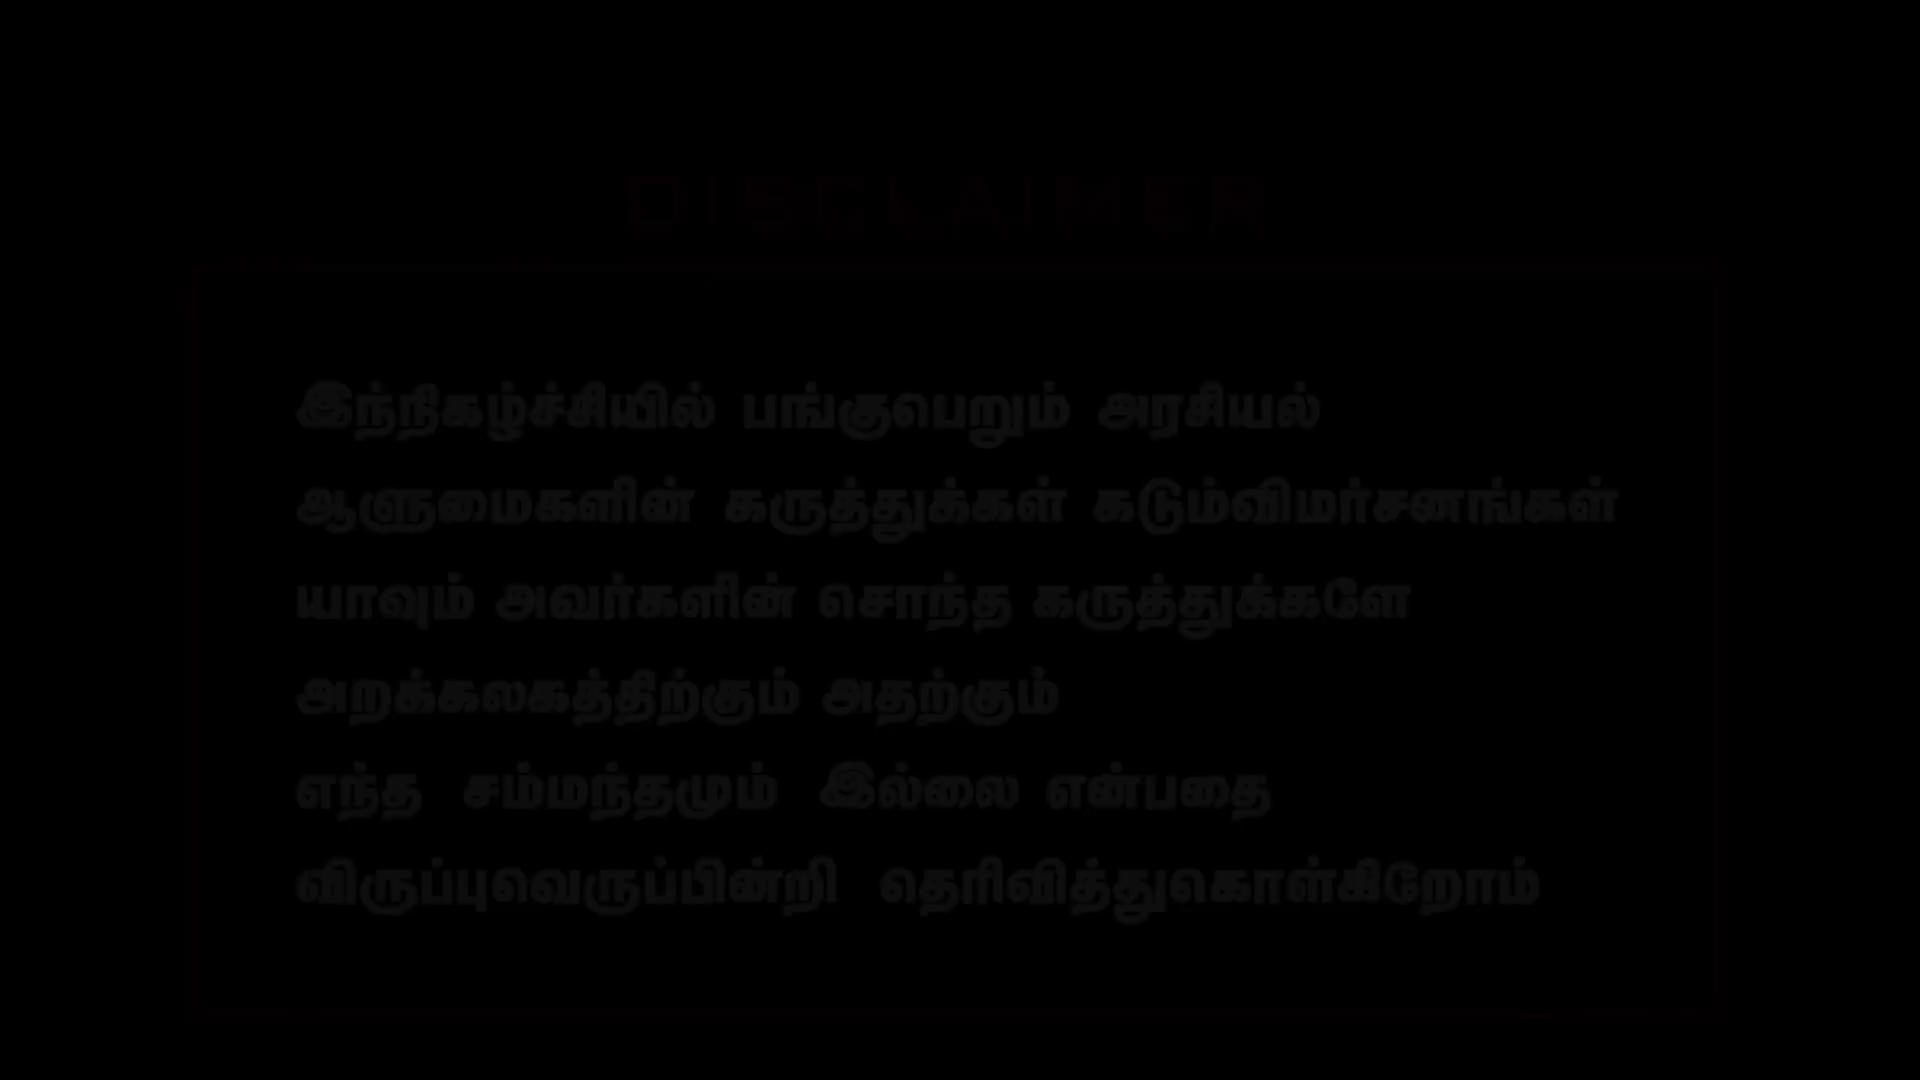 DISCLAIMER
இந்நிகழ்ச்சியில் பங்குபெறும் அரசியல்
ஆளுமைகளின் கருத்துக்கள் கடும்விமர்சனங்கள்
யாவும் அவர்களின் சொந்த கருத்துக்களே
அறக்கலகத்திற்கும் அதற்கும்
எந்த சம்மந்தமும் இல்லை என்பதை
விருப்புவெருப்பின்றி தெரிவித்துகொள்கிறோம்